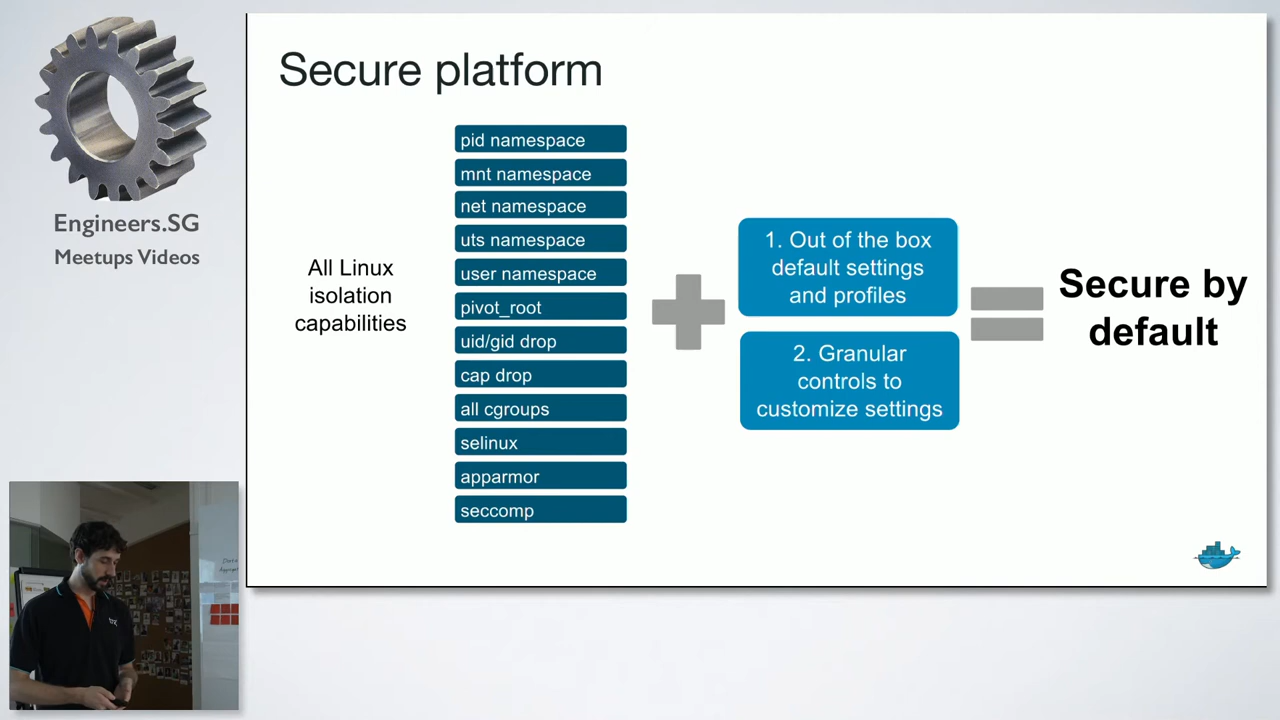 Secure platform
Engineers.SG
Meetups Videos
All Linux
isolation
capabilities
pid namespace
mnt namespace
net namespace
uts namespace
user namespace
pivot_root
uid/gid drop
cap drop
all cgroups
selinux
apparmor
seccomp
1. Out of the box
default settings
and profiles
2. Granular
controls to
customize settings
Secure by
default